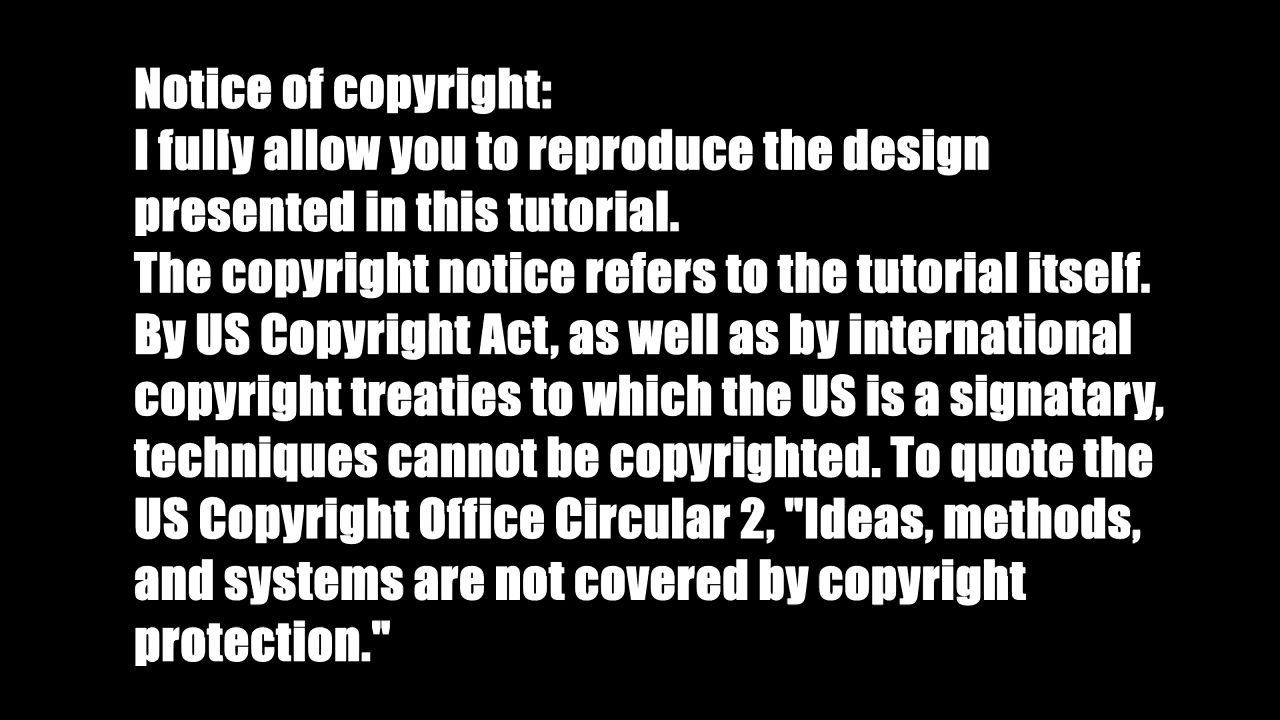 Notice of copyright:
I fully allow you to reproduce the design
presented in this tutorial.
The copyright notice refers to the tutorial itself.
By US Copyright Act, as well as by international
copyright treaties to which the US is a signatary,
techniques cannot be copyrighted. To quote the
US Copyright Office Circular 2, "Ideas, methods,
and systems are not covered by copyright
protection."